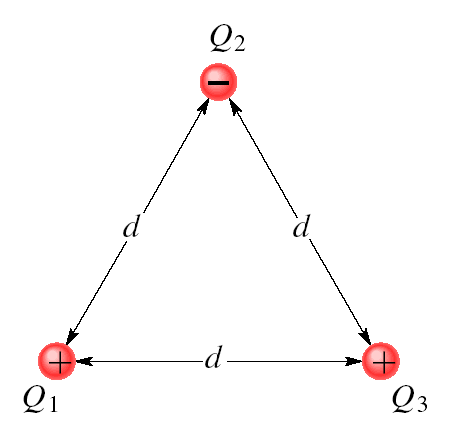 Q₂
−
d d
d
+ +
Q₁ Q₃